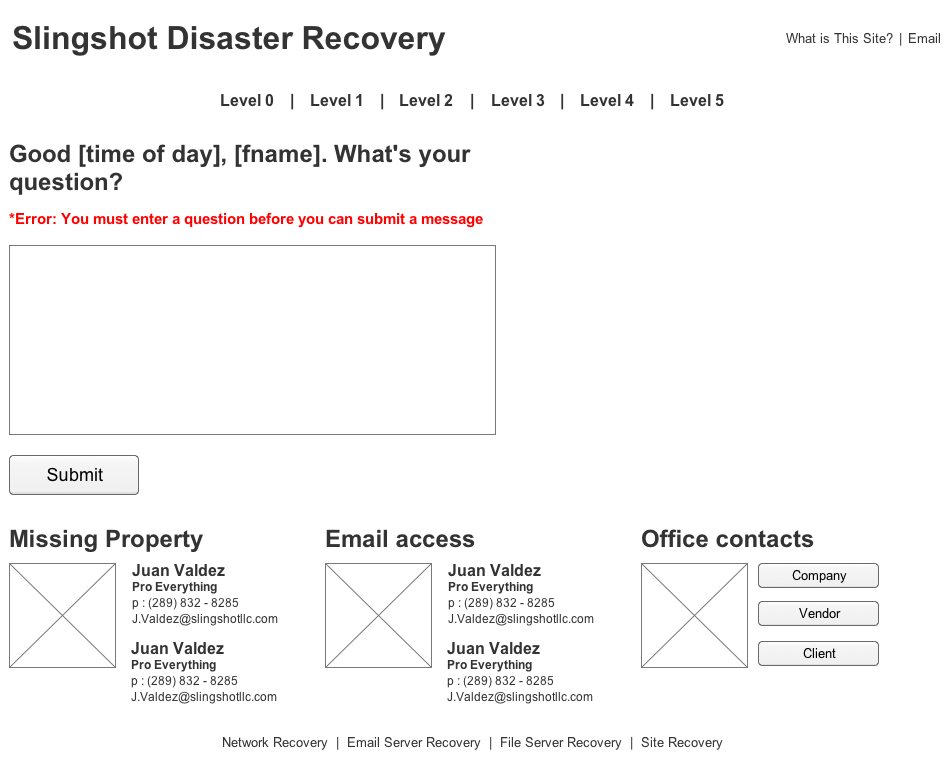 Slingshot Disaster Recovery
What is This Site? | Email
Level 0 | Level 1 | Level 2 | Level 3 | Level 4 | Level 5
Good [time of day], [fname]. What's your
question?
*Error: You must enter a question before you can submit a message
Submit
Missing Property
Juan Valdez
Pro Everything
p : (289) 832 - 8285
J.Valdez@slingshotllc.com
Juan Valdez
Pro Everything
p : (289) 832 - 8285
J.Valdez@slingshotllc.com
Email access
Juan Valdez
Pro Everything
p : (289) 832 - 8285
J.Valdez@slingshotllc.com
Juan Valdez
Pro Everything
p : (289) 832 - 8285
J.Valdez@slingshotllc.com
Office contacts
Company
Vendor
Client
Network Recovery | Email Server Recovery | File Server Recovery | Site Recovery